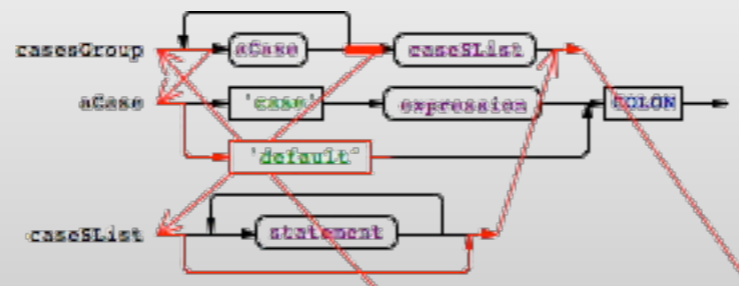 casesGroup aCase caseSList
aCase 'case' expression COLON
'default'
caseSList statement